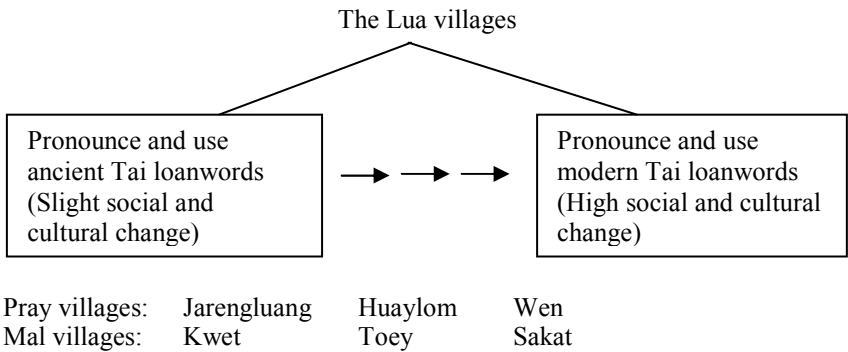 The Lua villages
Pronounce and use
ancient Tai loanwords
(Slight social and
cultural change)
Pronounce and use
modern Tai loanwords
(High social and cultural
change)
Pray villages: Jarengluang Huaylom Wen
Mal villages: Kwet Toey Sakat